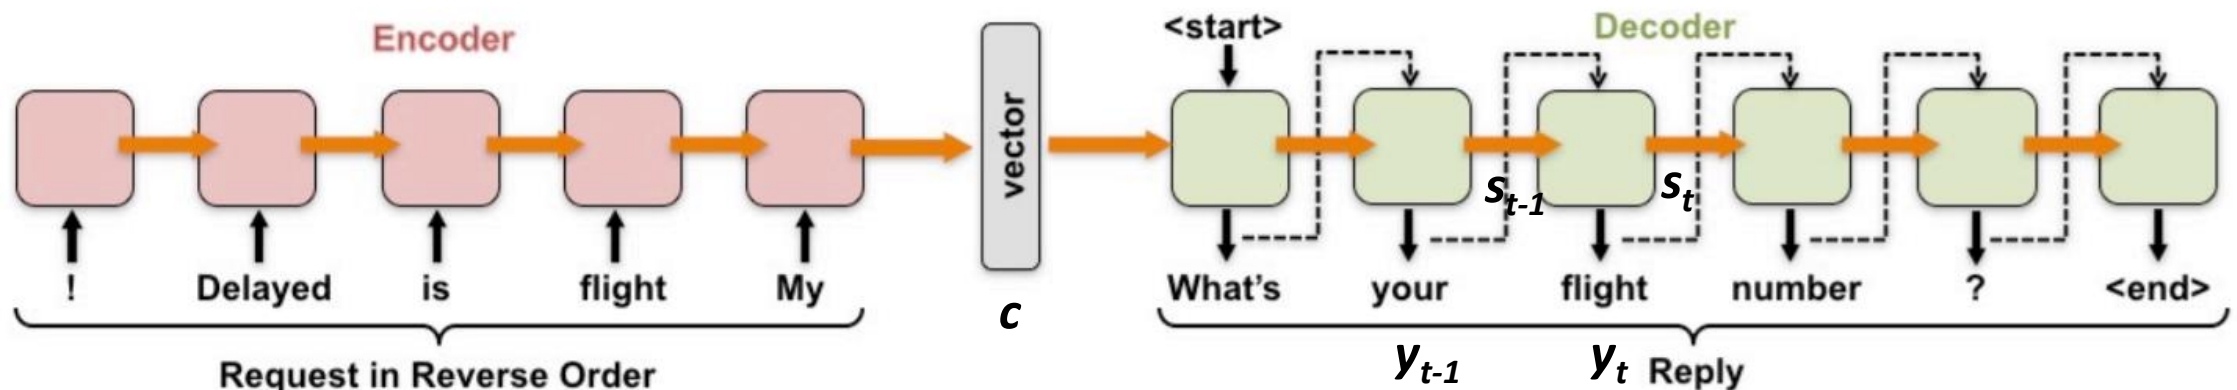 Encoder
<start>
Decoder
vector
s_{t-1}
s_t
! Delayed is flight My
What's your flight number ? <end>
c
Request in Reverse Order
y_{t-1}
y_t
Reply